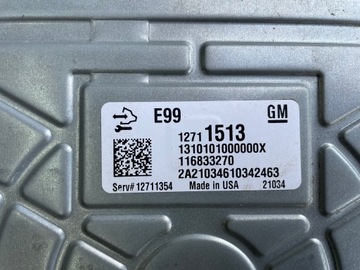 E99 GM
12711513
1310101000000X
116833270
2A21034610342463
Serv# 12711354 Made in USA 21034